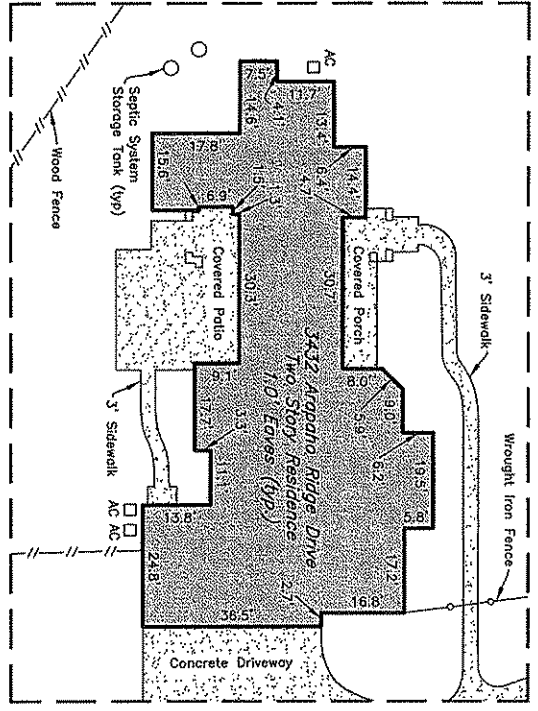 AC
7.5'
11.7'
4.1'
14.6
13.4'
Septic System
Storage Tank (typ)
Wood Fence
17.8
6.4'
14.4'
15.6'
6.9'
1.5'
1.3'
4.7'
Covered Patio
30.3'
30.7'
Covered Porch
3' Sidewalk
3432 Arapaho Ridge Drive
Two Story Residence
1.0' Eaves (typ.)
9.1'
8.0'
5.9'
9.0'
7.7'
3.3'
11.1'
6.2'
19.5'
5.8'
3' Sidewalk
Wrought Iron Fence
AC
AC
13.8'
24.8'
17.2'
2.7'
16.8'
36.5'
Concrete Driveway